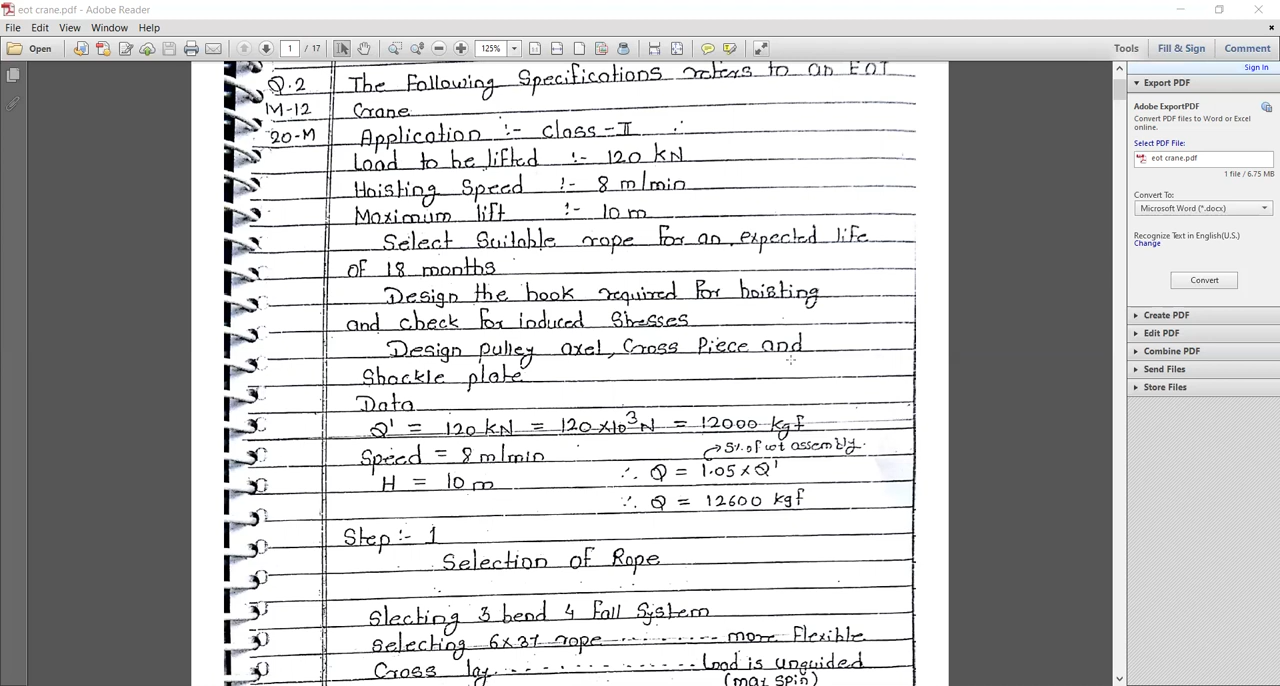 eot crane.pdf - Adobe Reader
File Edit View Window Help
Open 1 / 17 125% Tools Fill & Sign Comment
Sign In
Export PDF
Adobe ExportPDF
Convert PDF files to Word or Excel online.
Select PDF File:
eot crane.pdf
1 file / 6.75 MB
Convert To:
Microsoft Word (*.docx)
Recognize Text in English(U.S.)
Change
Convert
Create PDF
Edit PDF
Combine PDF
Send Files
Store Files
Q.2 The Following Specifications refers to an EOT
M-12 Crane
20-M Application :- Class-II
Load to be lifted :- 120 kN
Hoisting Speed :- 8 m/min
Maximum lift :- 10 m
Select Suitable rope for an expected life
of 18 months
Design the hook required for hoisting
and check for induced Stresses
Design pulley axel, Cross Piece and
Shackle plate
Data
Q' = 120 kN = 120×10³N = 12000 kgf
→ 5% of wt assembly.
Speed = 8 m/min ∴ Q = 1.05 × Q'
H = 10 m
∴ Q = 12600 kgf
Step :- 1
Selection of Rope
Slecting 3 bend 4 Fall System
Selecting 6×37 rope -------- more Flexible
Cross lay -------------- Load is unguided
(max spin)